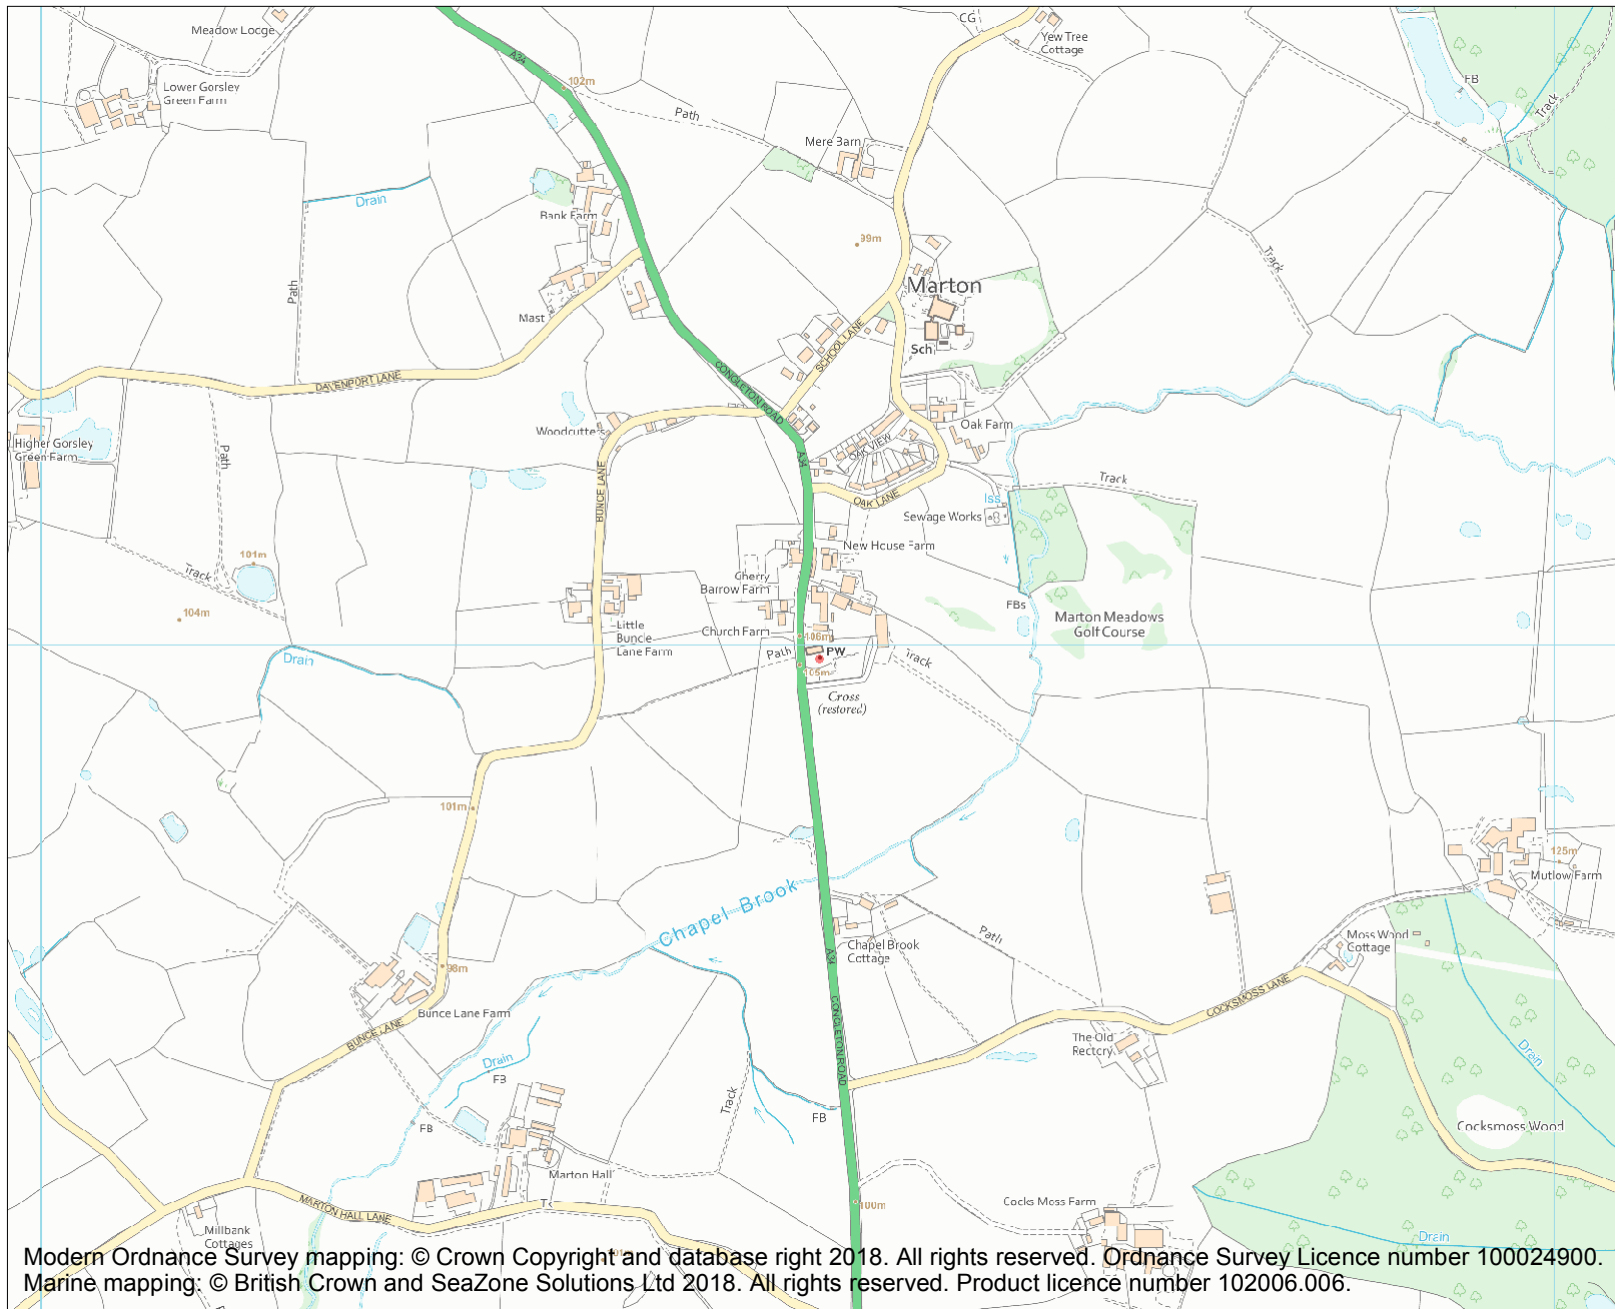 Meadow Locge
A34
102m
CG
Yew Tree
Cottage
Lower Gorsley
Green Farm
FB
Track
Path
Mere Barn
Drain
Bank Farm
99m
Track
Path
Marton
Mast
SCHOOL LANE
Sch
CONGLETON ROAD
DAVENPORT LANE
Woodcutters
Oak Farm
Higher Gorsley
Green Farm
Path
OAK VIEW
A34
BUNCE LANE
Track
OAK LANE
Iss
Sewage Works
New Hcuse Farm
101m
Track
Cherry
Barrow Farm
104m
FBs
Marton Meadows
Golf Course
Little
Buncle
Lane Farm
Church Farm
106m
PW
Path
Track
Drain
105m
Cross
(restored)
101m
125m
Mutlow Farm
Chapel Brook
Path
Moss Wood
Cottage
Chapel Brook
Cottage
A34
98m
COCKSMOSS LANE
Bunce Lane Farm
BUNCE LANE
CONGLETON ROAD
The Old
Rectcry
Drain
Drain
F3
Track
FB
FB
Cocksmoss Wood
Marton Hall
Cocks Moss Farm
MARTON HALL LANE
100m
Millbank
Cottages
Drain
Modern Ordnance Survey mapping: © Crown Copyright and database right 2018. All rights reserved. Ordnance Survey Licence number 100024900.
Marine mapping: © British Crown and SeaZone Solutions Ltd 2018. All rights reserved. Product licence number 102006.006.